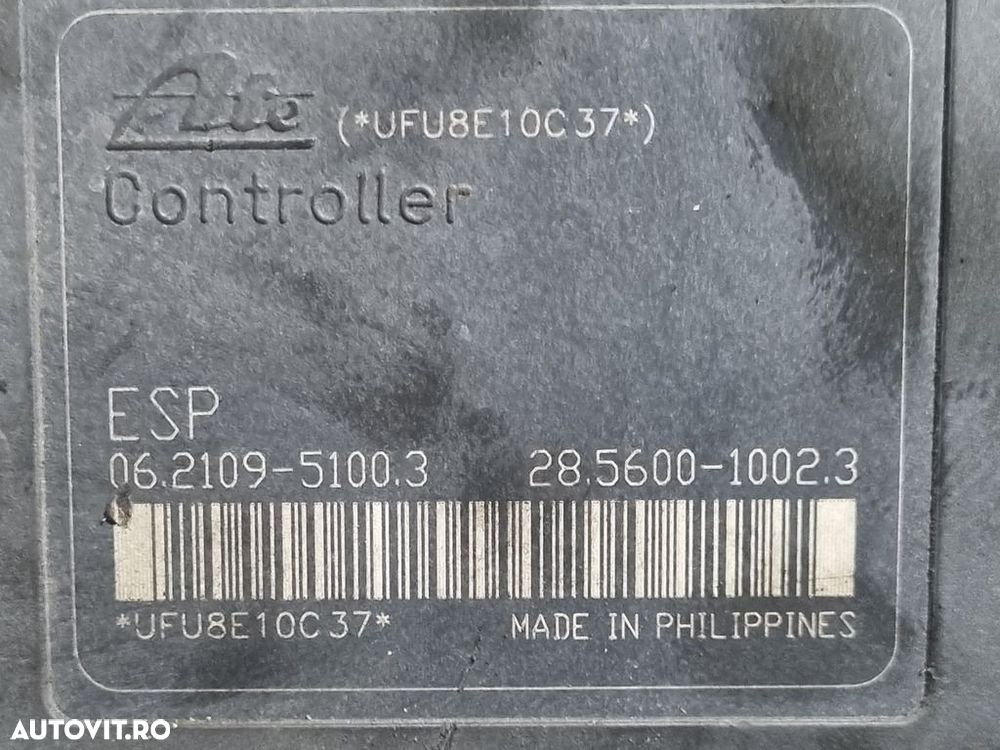 Ate (*UFU8E10C37*)
Controller
ESP
06.2109-5100.3 28.5600-1002.3
*UFU8E10C37* MADE IN PHILIPPINES
AUTOVIT.RO